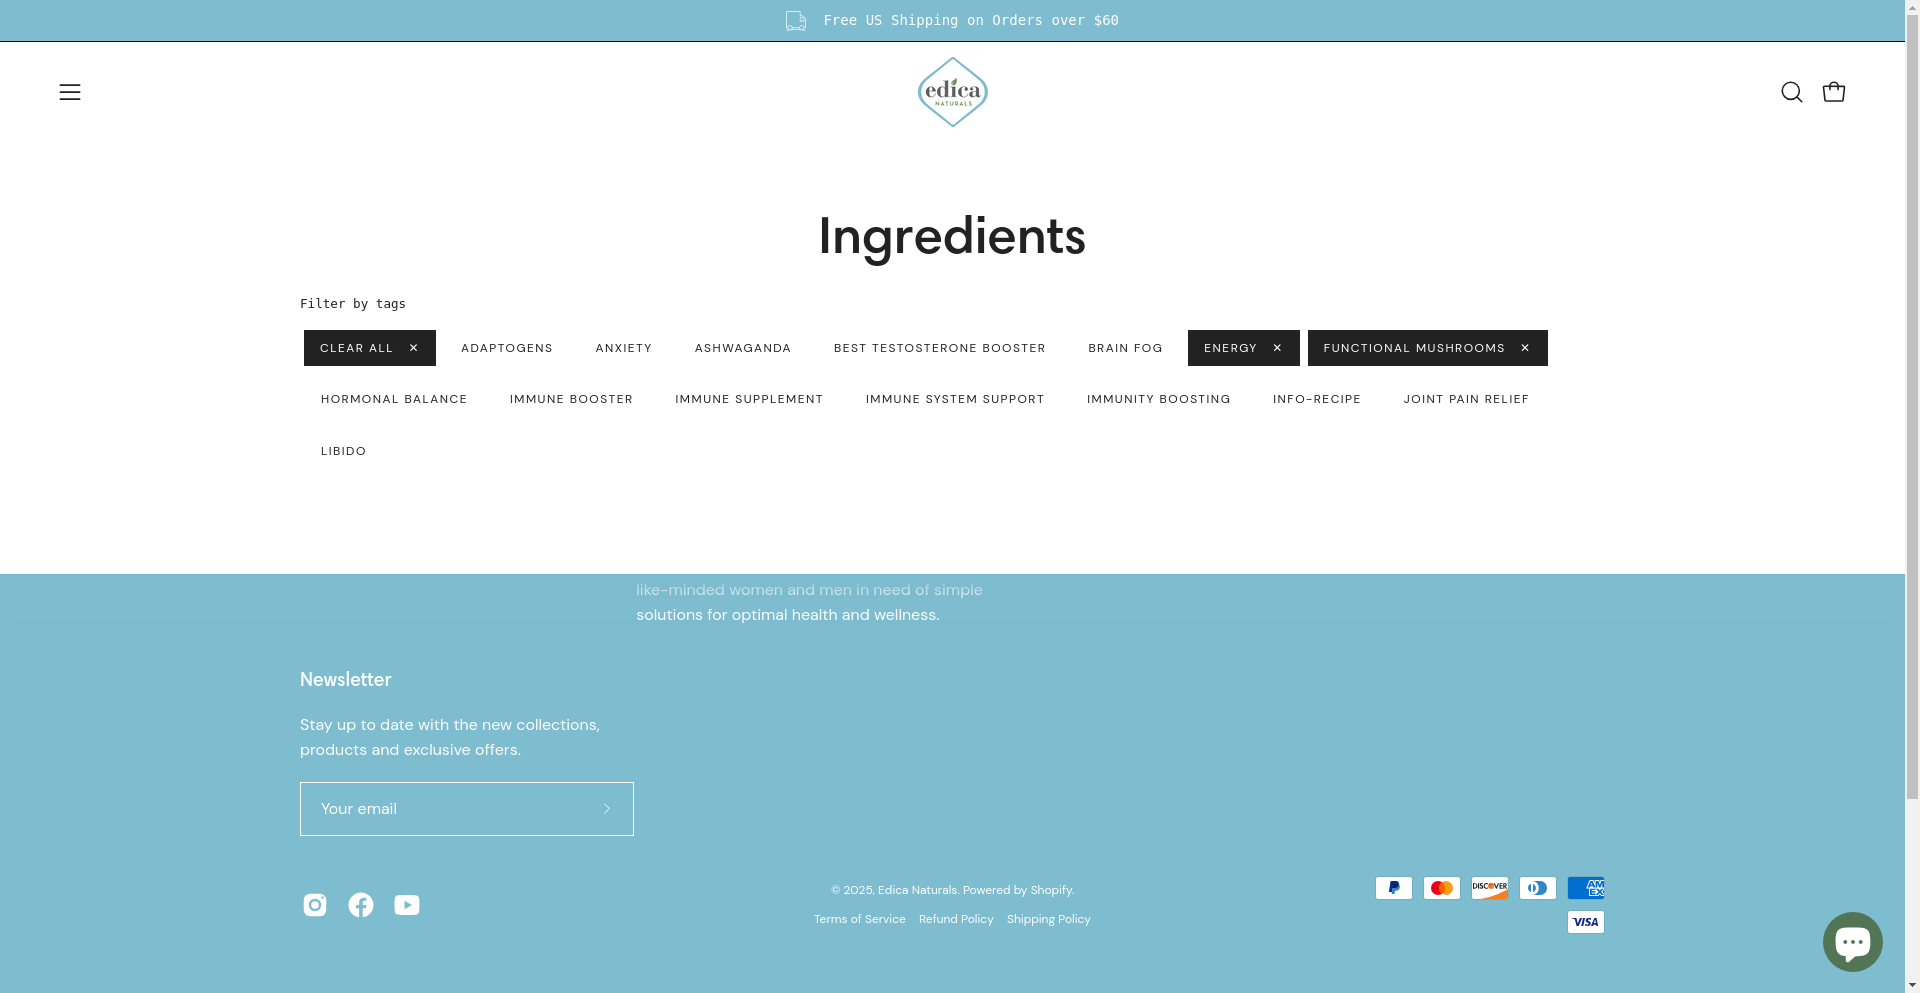 Free US Shipping on Orders over $60
edica
NATURALS
Ingredients
Filter by tags
CLEAR ALL ✕ ADAPTOGENS ANXIETY ASHWAGANDA BEST TESTOSTERONE BOOSTER BRAIN FOG ENERGY ✕ FUNCTIONAL MUSHROOMS ✕
HORMONAL BALANCE IMMUNE BOOSTER IMMUNE SUPPLEMENT IMMUNE SYSTEM SUPPORT IMMUNITY BOOSTING INFO-RECIPE JOINT PAIN RELIEF
LIBIDO
like-minded women and men in need of simple
solutions for optimal health and wellness.
Newsletter
Stay up to date with the new collections,
products and exclusive offers.
Your email
© 2025, Edica Naturals. Powered by Shopify.
Terms of Service Refund Policy Shipping Policy
DISCOVER
AM
EX
VISA